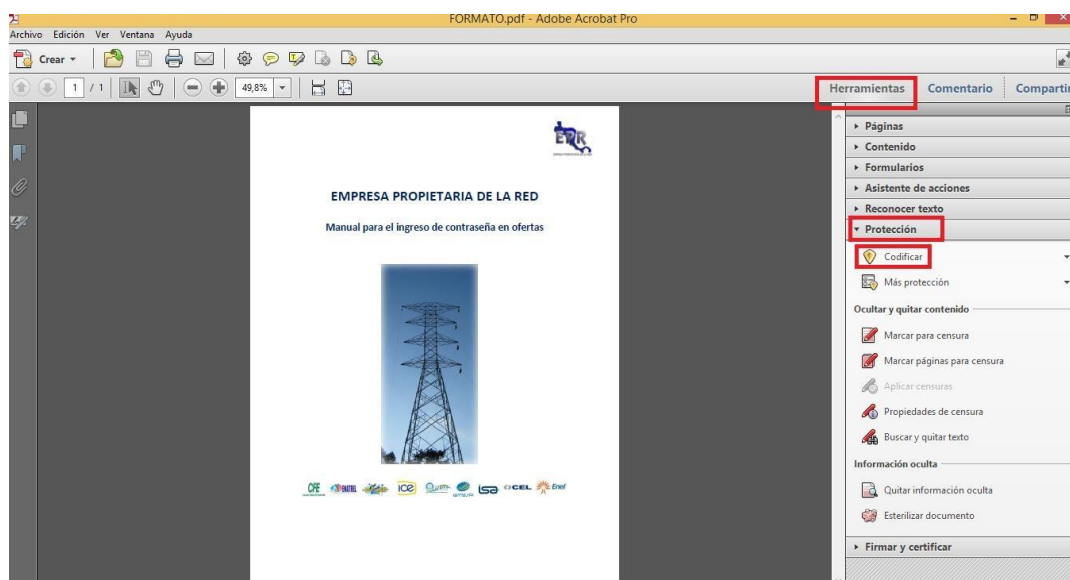 FORMATO.pdf - Adobe Acrobat Pro
Archivo Edición Ver Ventana Ayuda
Crear
1 / 1 49,8%
Herramientas Comentario Compartir
Páginas
Contenido
Formularios
Asistente de acciones
Reconocer texto
Protección
Codificar
Más protección
Ocultar y quitar contenido
Marcar para censura
Marcar páginas para censura
Aplicar censuras
Propiedades de censura
Buscar y quitar texto
Información oculta
Quitar información oculta
Esterilizar documento
Firmar y certificar
EPR
EMPRESA PROPIETARIA DE LA RED
Manual para el ingreso de contraseña en ofertas
CFE ENATREL ice isa CEL Enel